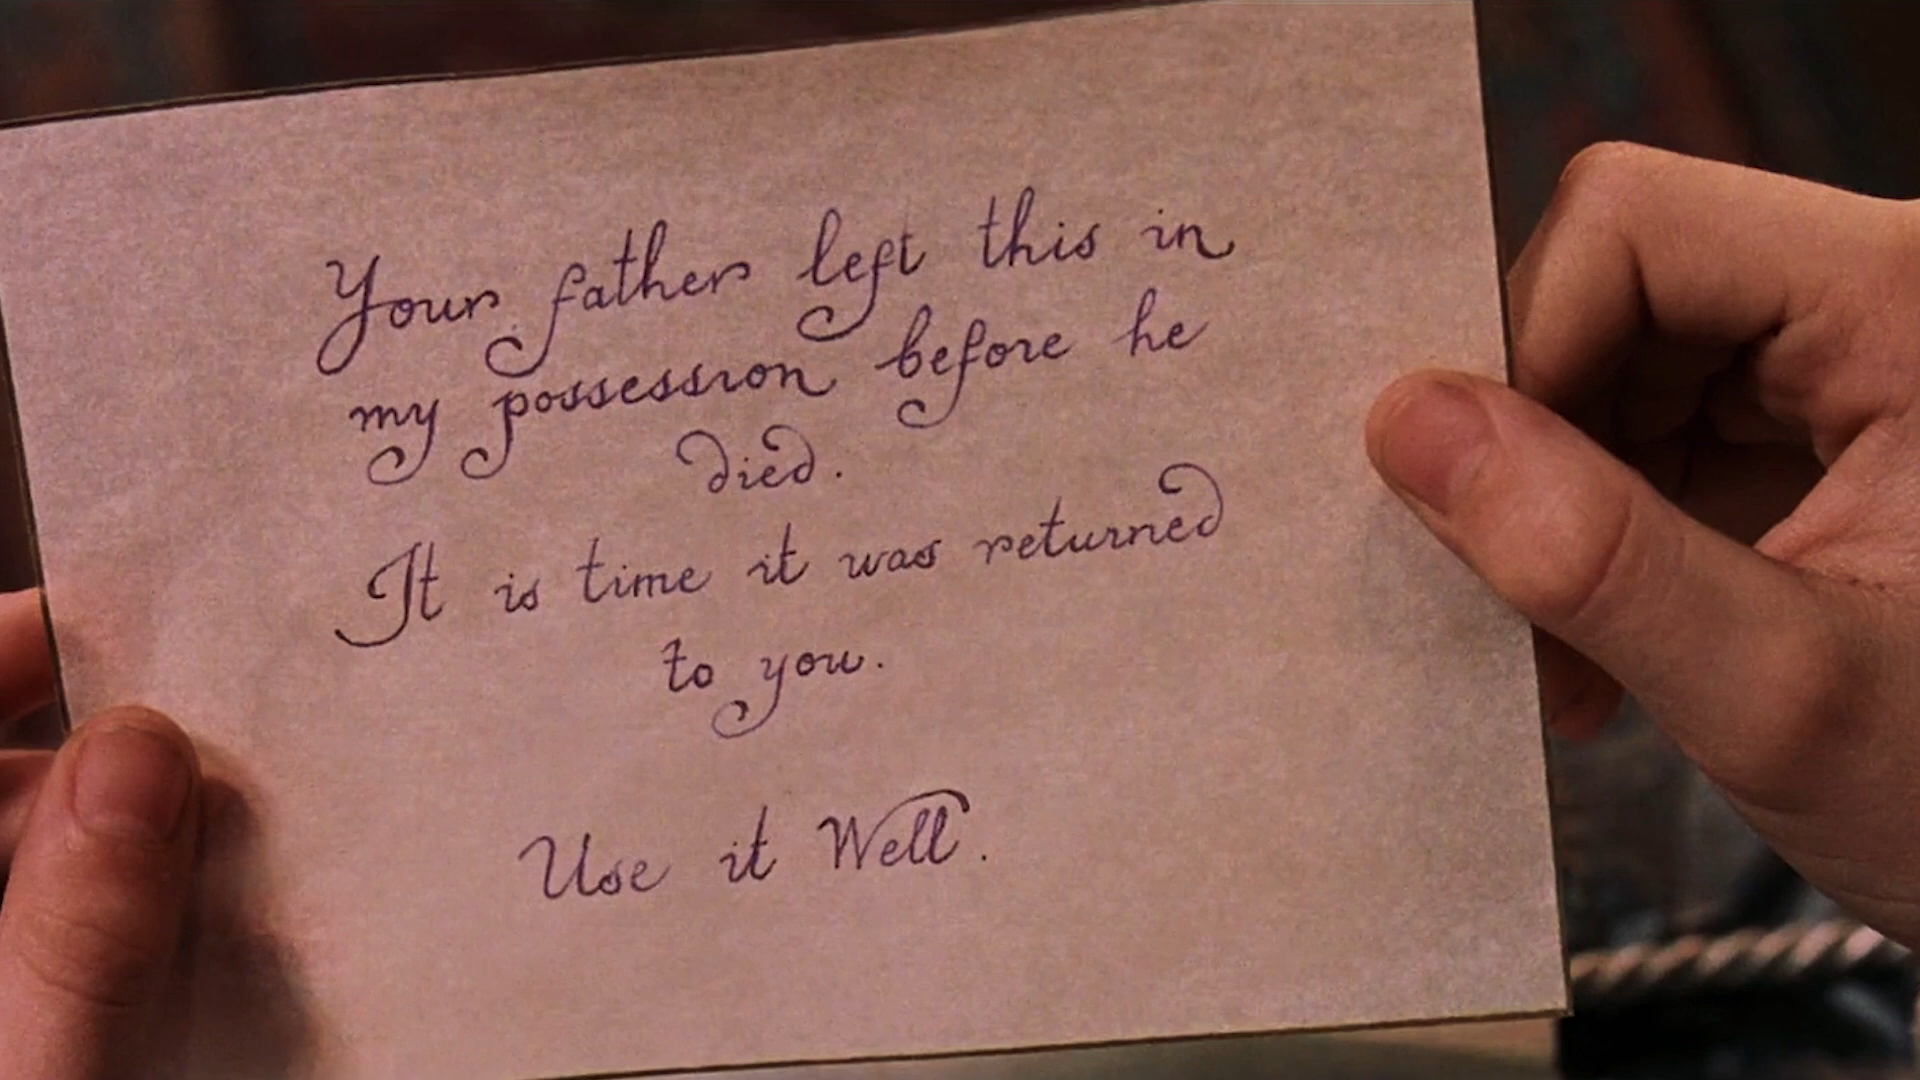 Your father left this in
my possession before he
died.
It is time it was returned
to you.
Use it Well.